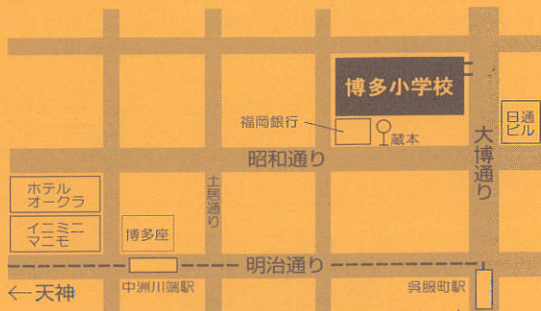 博多小学校
福岡銀行
蔵本
日通
ビル
大博通り
昭和通り
土居通り
ホテル
オークラ
イニミニ
マニモ
博多座
明治通り
←天神
中洲川端駅
呉服町駅